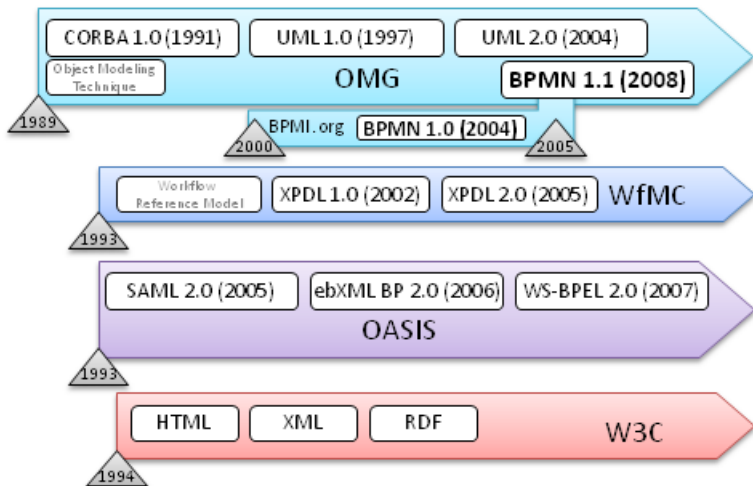 CORBA 1.0 (1991)
UML 1.0 (1997)
UML 2.0 (2004)
Object Modeling
Technique
OMG
BPMN 1.1 (2008)
1989
BPMI.org
BPMN 1.0 (2004)
2000
2005
Workflow
Reference Model
XPDL 1.0 (2002)
XPDL 2.0 (2005)
WfMC
1993
SAML 2.0 (2005)
ebXML BP 2.0 (2006)
WS-BPEL 2.0 (2007)
OASIS
1993
HTML
XML
RDF
W3C
1994